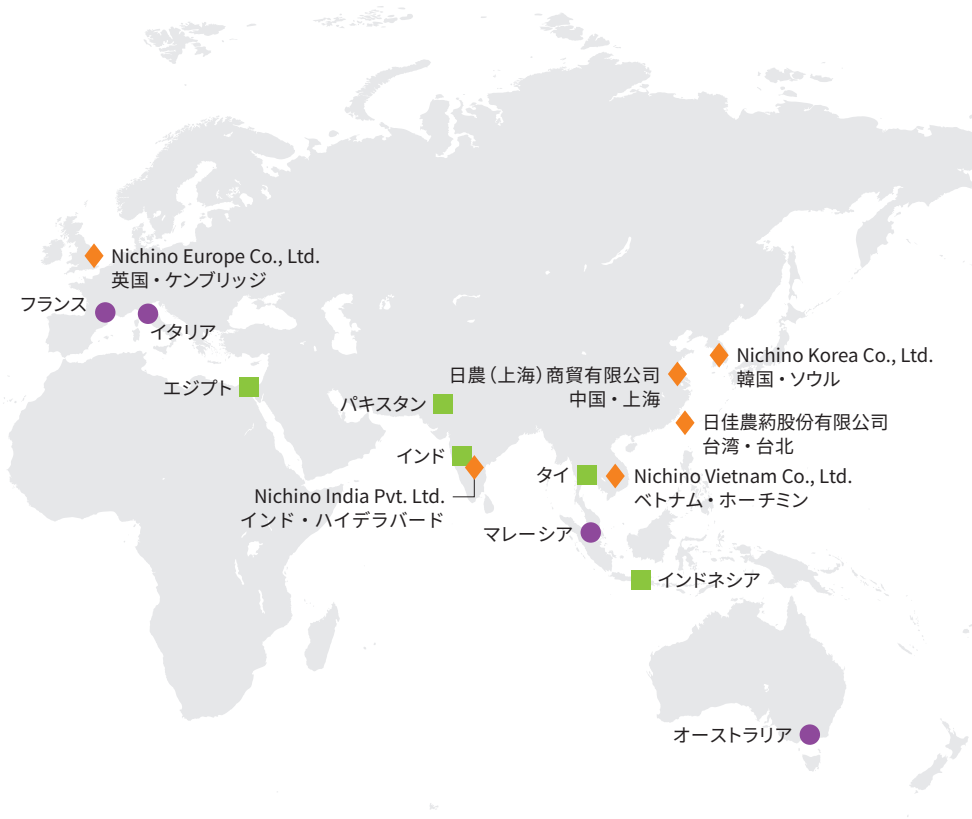 Nichino Europe Co., Ltd.
英国・ケンブリッジ
フランス
イタリア
エジプト
パキスタン
日農（上海）商貿有限公司
中国・上海
Nichino Korea Co., Ltd.
韓国・ソウル
日佳農葯股份有限公司
台湾・台北
インド
Nichino India Pvt. Ltd.
インド・ハイデラバード
タイ
Nichino Vietnam Co., Ltd.
ベトナム・ホーチミン
マレーシア
インドネシア
オーストラリア